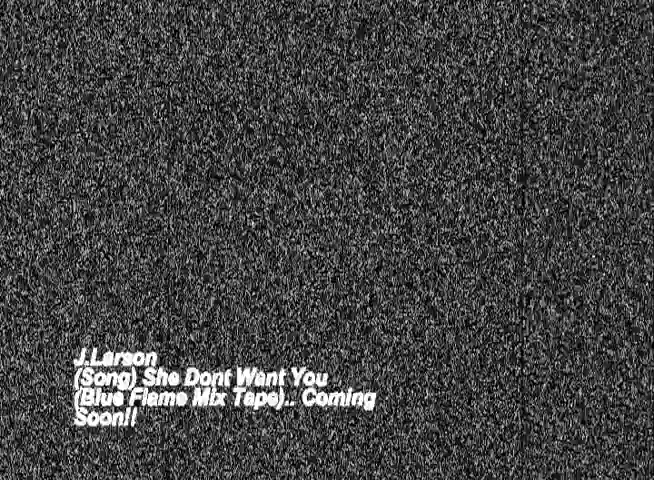 J.Larson
(Song) She Dont Want You
(Blue Flame Mix Tape).. Coming
Soon!!